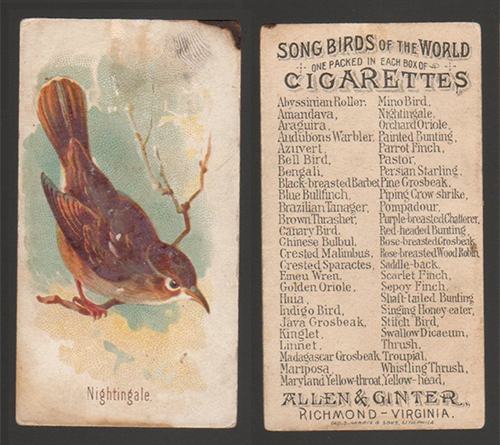 Nightingale.
SONG BIRDS OF THE WORLD
ONE PACKED IN EACH BOX OF
CIGARETTES
Abyssinian Roller.
Amandava,
Araguira,
Audubons Warbler,
Azuvert,
Bell Bird,
Bengali,
Black-breasted Barbet
Blue Bullfinch,
Brazilian Tanager,
Brown Thrasher,
Canary Bird,
Chinese Bulbul,
Crested Malimbus,
Crested Sparactes,
Emeu Wren,
Golden Oriole,
Huia,
Indigo Bird,
Java Grosbeak,
Kinglet,
Linnet,
Madagascar Grosbeak,
Mariposa,
Maryland Yellow-throat,
Mino Bird,
Nightingale,
Orchard Oriole,
Painted Bunting,
Parrot Finch,
Pastor,
Persian Starling,
Pine Grosbeak,
Piping Crow shrike,
Pompadour,
Purple-breasted Chatterer,
Red-headed Bunting,
Rose-breasted Grosbeak,
Rose-breasted Wood Robin,
Saddle-back,
Scarlet Finch,
Sepoy Finch,
Shaft-tailed Bunting
Singing Honey-eater,
Stitch Bird,
Swallow Dicaeum,
Thrush,
Troupial,
Whistling Thrush,
Yellow-head,
ALLEN & GINTER,
RICHMOND-VIRGINIA.
GEO. S. HARRIS & SONS, LITH. PHILA.